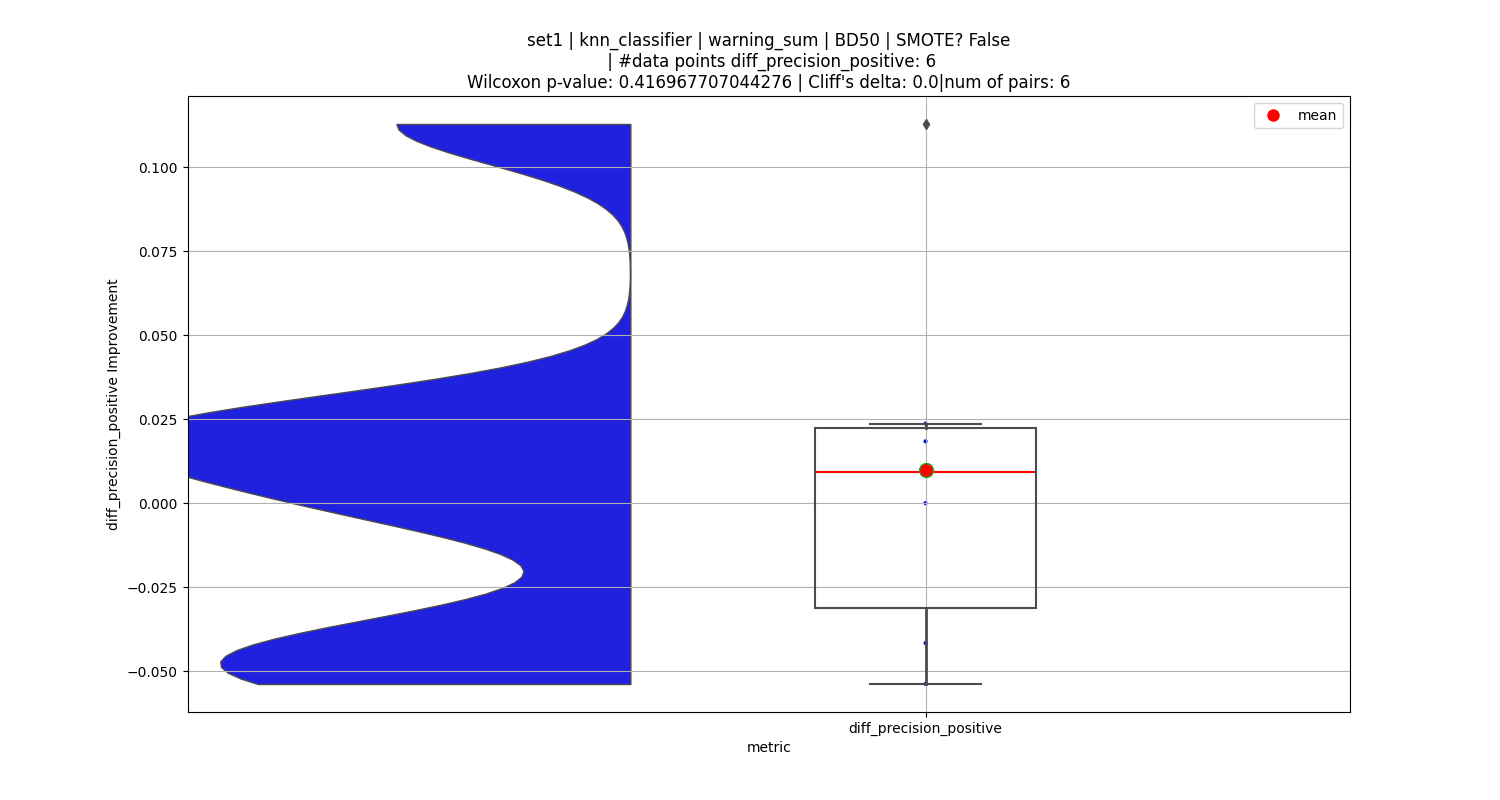 set1 | knn_classifier | warning_sum | BD50 | SMOTE? False
| #data points diff_precision_positive: 6
Wilcoxon p-value: 0.416967707044276 | Cliff's delta: 0.0|num of pairs: 6
mean
0.100
0.075
0.050
0.025
0.000
−0.025
−0.050
diff_precision_positive Improvement
diff_precision_positive
metric